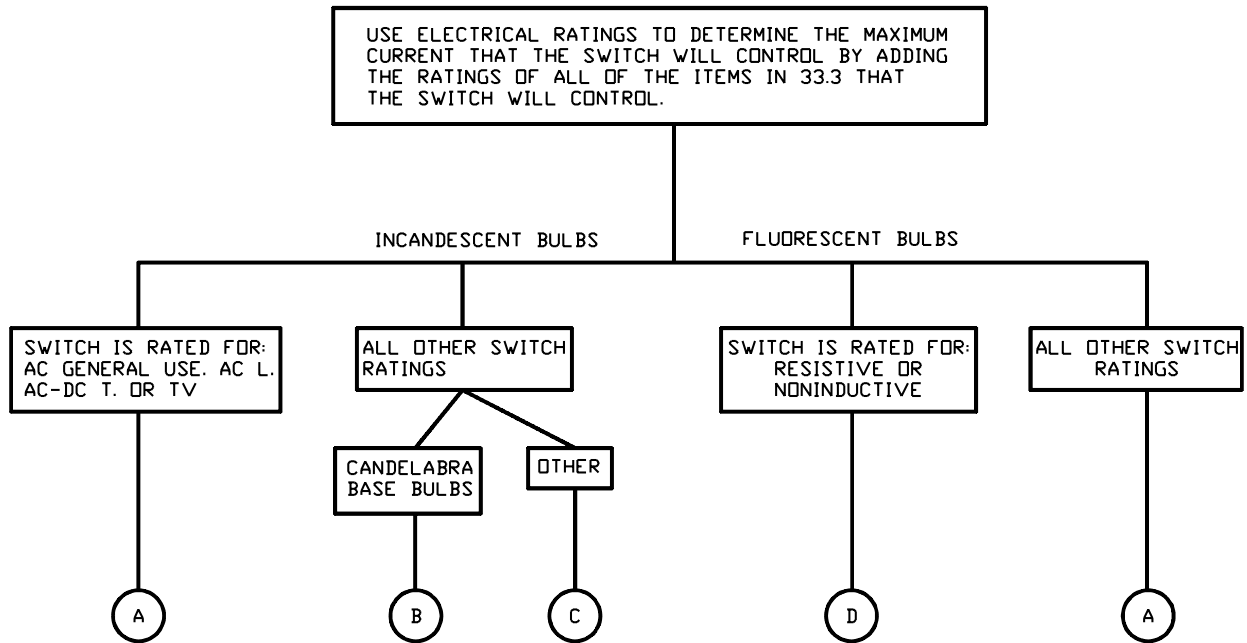 USE ELECTRICAL RATINGS TO DETERMINE THE MAXIMUM
CURRENT THAT THE SWITCH WILL CONTROL BY ADDING
THE RATINGS OF ALL OF THE ITEMS IN 33.3 THAT
THE SWITCH WILL CONTROL.
INCANDESCENT BULBS
FLUORESCENT BULBS
SWITCH IS RATED FOR:
AC GENERAL USE. AC L.
AC-DC T. OR TV
ALL OTHER SWITCH
RATINGS
SWITCH IS RATED FOR:
RESISTIVE OR
NONINDUCTIVE
ALL OTHER SWITCH
RATINGS
CANDELABRA
BASE BULBS
OTHER
A
B
C
D
A